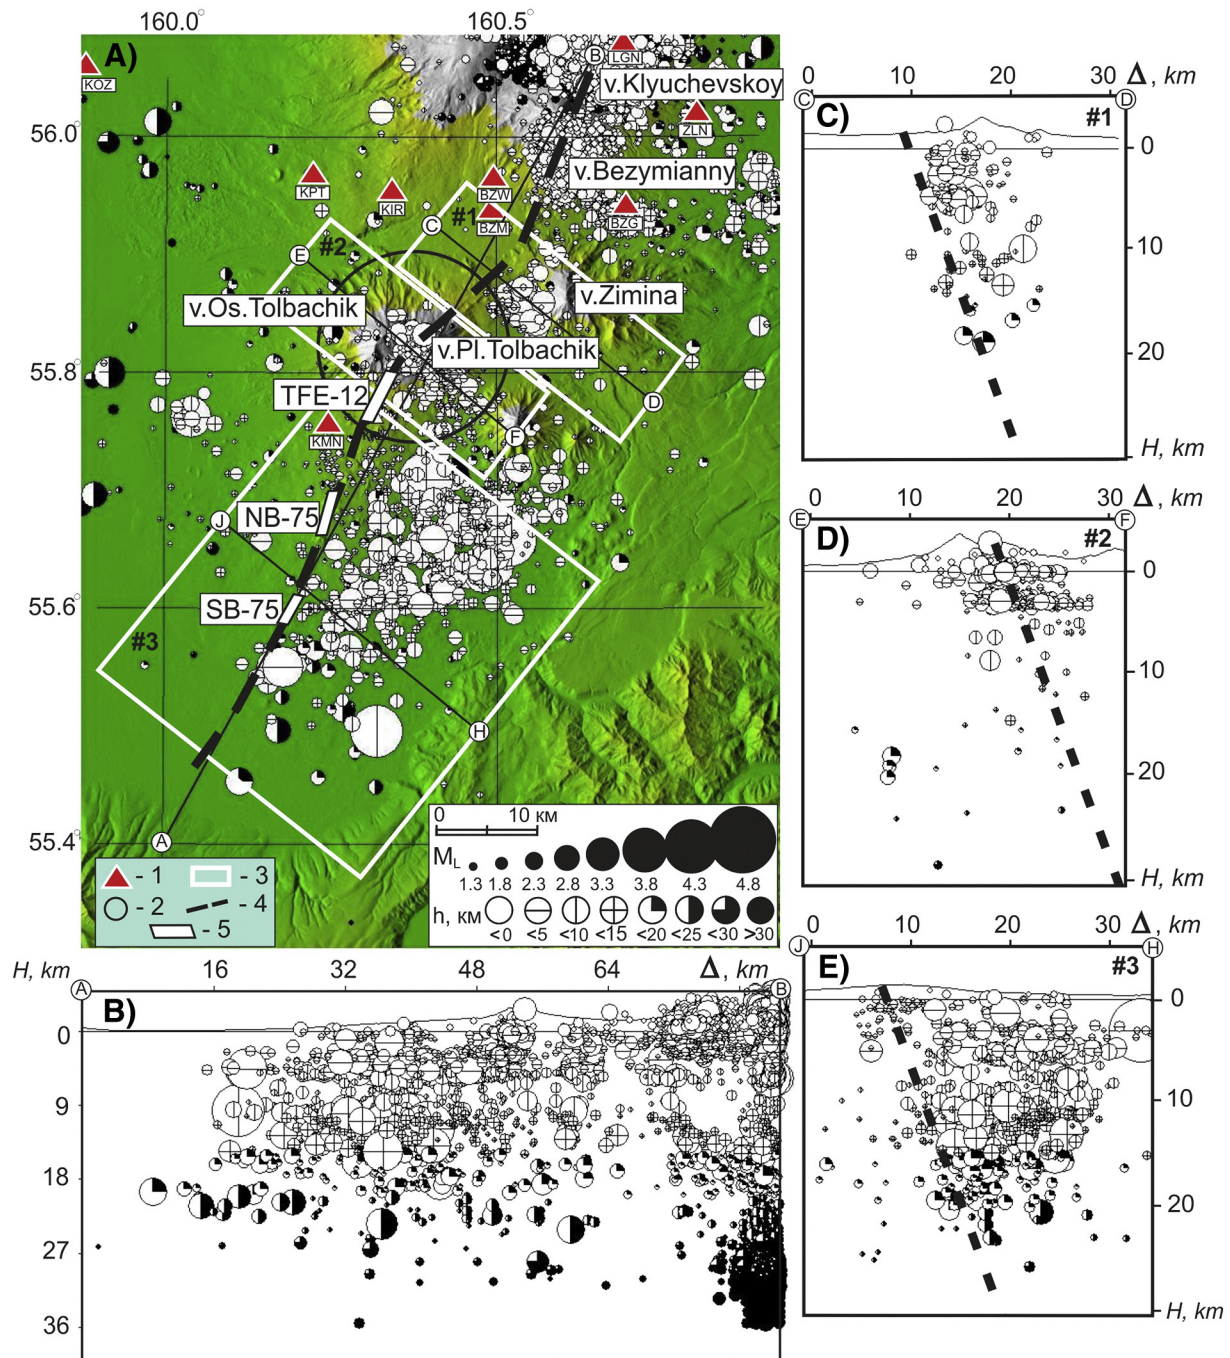 160.0° 160.5°
A)
KOZ
LGN
B
v.Klyuchevskoy
ZLN
56.0°
v.Bezymianny
KPT
KIR
BZW
BZM
BZG
#1
C
#2
E
v.Os.Tolbachik
v.Zimina
v.Pl.Tolbachik
55.8°
TFE-12
D
F
KMN
NB-75
J
55.6°
SB-75
#3
H
A
55.4°
- 1
- 2
- 3
- 4
- 5
0 10 км
ML
1.3 1.8 2.3 2.8 3.3 3.8 4.3 4.8
h, км
<0 <5 <10 <15 <20 <25 <30 >30
0 10 20 30 Δ, km
C D
C) #1
0
10
20
H, km
0 10 20 30 Δ, km
E F
D) #2
0
10
20
H, km
0 10 20 30 Δ, km
J H
E) #3
0
10
20
H, km
H, km 16 32 48 64 Δ, km
A B
B)
0
9
18
27
36